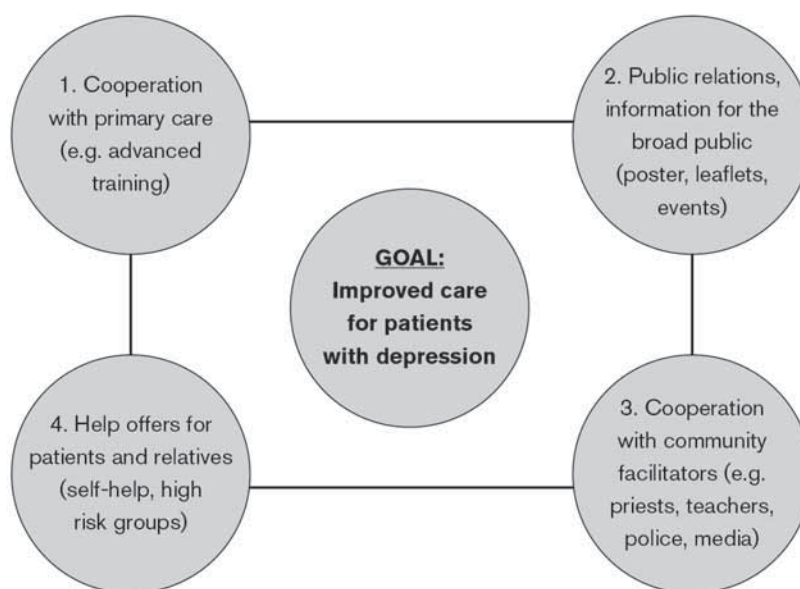 1. Cooperation
with primary care
(e.g. advanced
training)
2. Public relations,
information for the
broad public
(poster, leaflets,
events)
GOAL:
Improved care
for patients
with depression
4. Help offers for
patients and relatives
(self-help, high
risk groups)
3. Cooperation
with community
facilitators (e.g.
priests, teachers,
police, media)